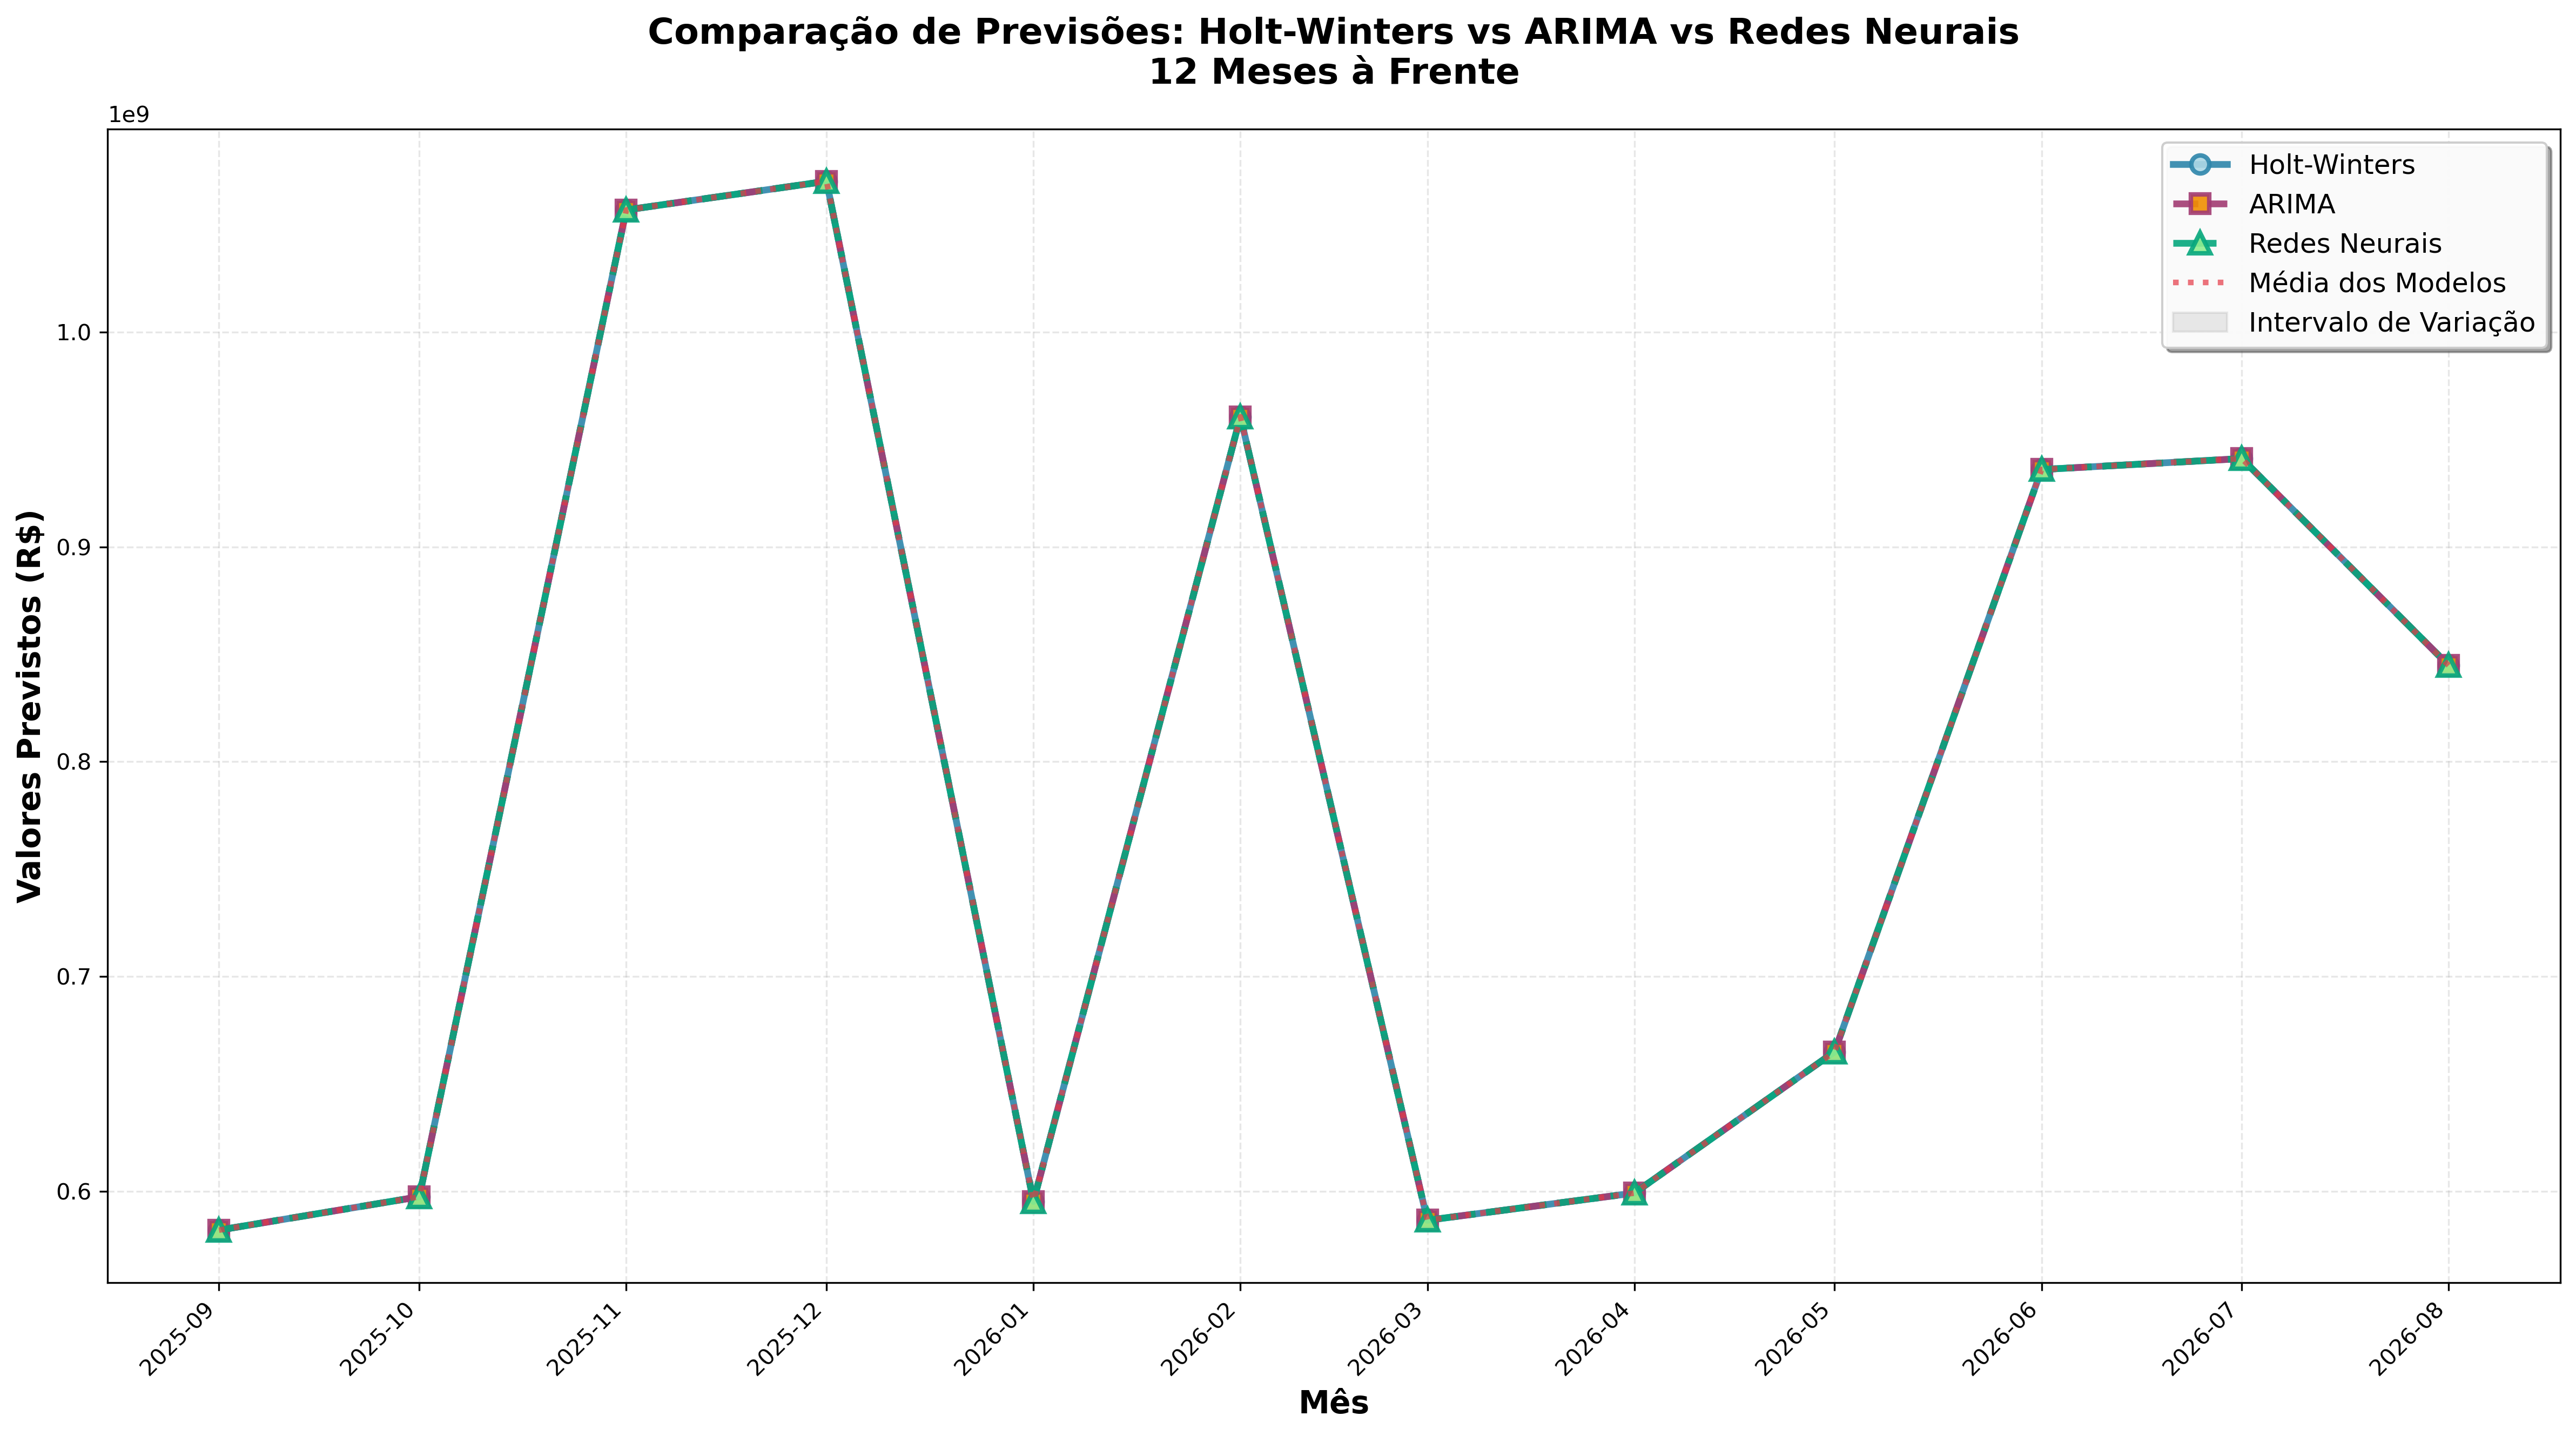 Comparação de Previsões: Holt-Winters vs ARIMA vs Redes Neurais
12 Meses à Frente
1e9
Holt-Winters
ARIMA
Redes Neurais
Média dos Modelos
Intervalo de Variação
Valores Previstos (R$)
1.0
0.9
0.8
0.7
0.6
2025-09
2025-10
2025-11
2025-12
2026-01
2026-02
2026-03
2026-04
2026-05
2026-06
2026-07
2026-08
Mês